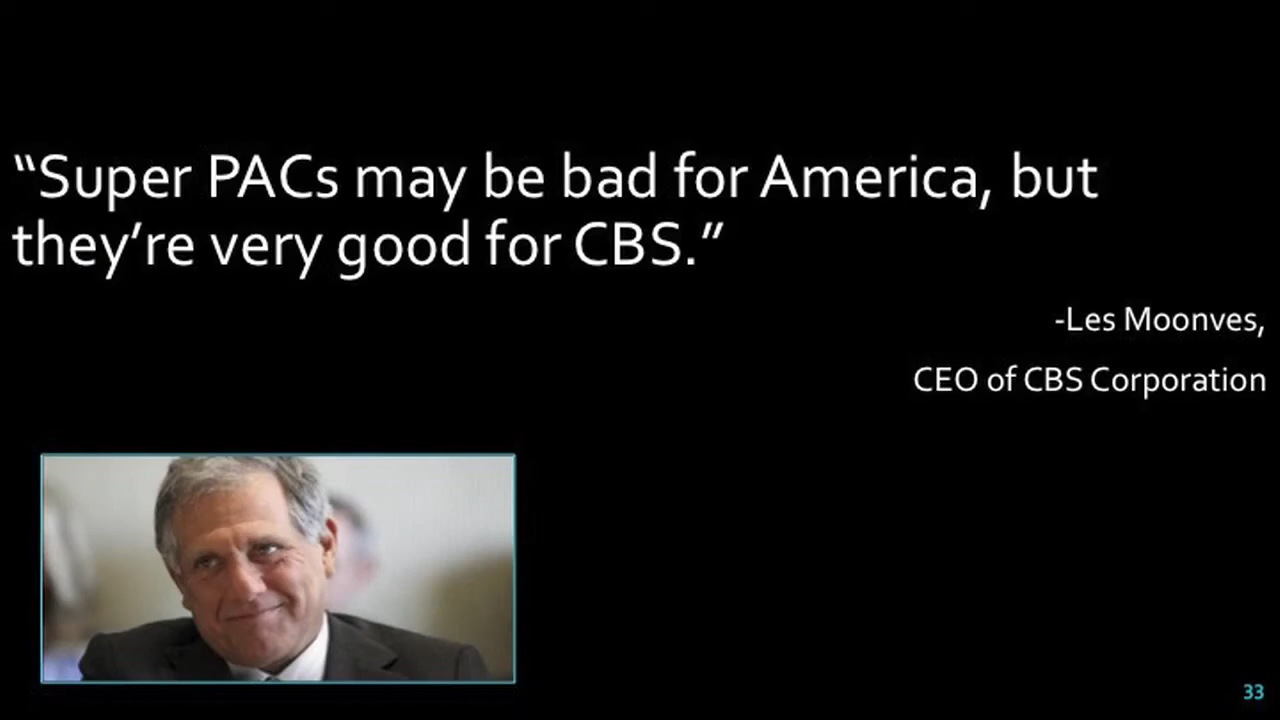 “Super PACs may be bad for America, but
they’re very good for CBS.”
-Les Moonves,
CEO of CBS Corporation
33